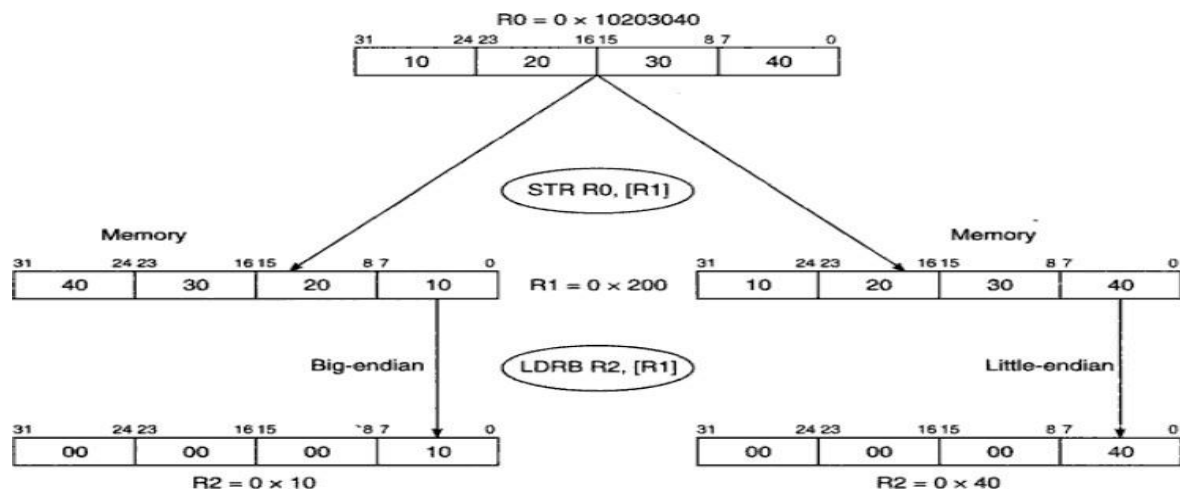 R0 = 0 × 10203040
31 24 23 16 15 8 7 0
10 20 30 40
STR R0, [R1]
Memory Memory
31 24 23 16 15 8 7 0 31 24 23 16 15 8 7 0
40 30 20 10 R1 = 0 × 200 10 20 30 40
Big-endian LDRB R2, [R1] Little-endian
31 24 23 16 15 8 7 0 31 24 23 16 15 8 7 0
00 00 00 10 00 00 00 40
R2 = 0 × 10 R2 = 0 × 40